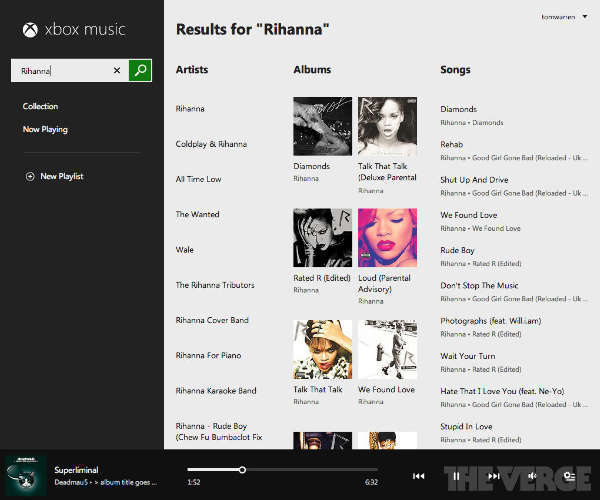 xbox music
Rihanna
Collection
Now Playing
New Playlist
tomwarren
Results for "Rihanna"
Artists
Rihanna
Coldplay & Rihanna
All Time Low
The Wanted
Wale
The Rihanna Tributors
Rihanna Cover Band
Rihanna For Piano
Rihanna Karaoke Band
Rihanna - Rude Boy
(Chew Fu Bumbaclot Fix
Albums
Diamonds
Rihanna
Talk That Talk
(Deluxe Parental
Rihanna
Rated R (Edited)
Rihanna
Loud (Parental
Advisory)
Rihanna
Talk That Talk
Rihanna
We Found Love
Rihanna
Songs
Diamonds
Rihanna • Diamonds
Rehab
Rihanna • Good Girl Gone Bad (Reloaded - Uk ...
Shut Up And Drive
Rihanna • Good Girl Gone Bad (Reloaded - Uk ...
We Found Love
Rihanna • We Found Love
Rude Boy
Rihanna • Rated R (Edited)
Don't Stop The Music
Rihanna • Good Girl Gone Bad (Reloaded - Uk ...
Photographs (feat. Will.i.am)
Rihanna • Rated R (Edited)
Wait Your Turn
Rihanna • Rated R (Edited)
Hate That I Love You (feat. Ne-Yo)
Rihanna • Good Girl Gone Bad (Reloaded - Uk ...
Stupid In Love
Rihanna • Rated R (Edited)
Superliminal
Deadmau5 • > album title goes ...
1:52
6:32
THE VERGE